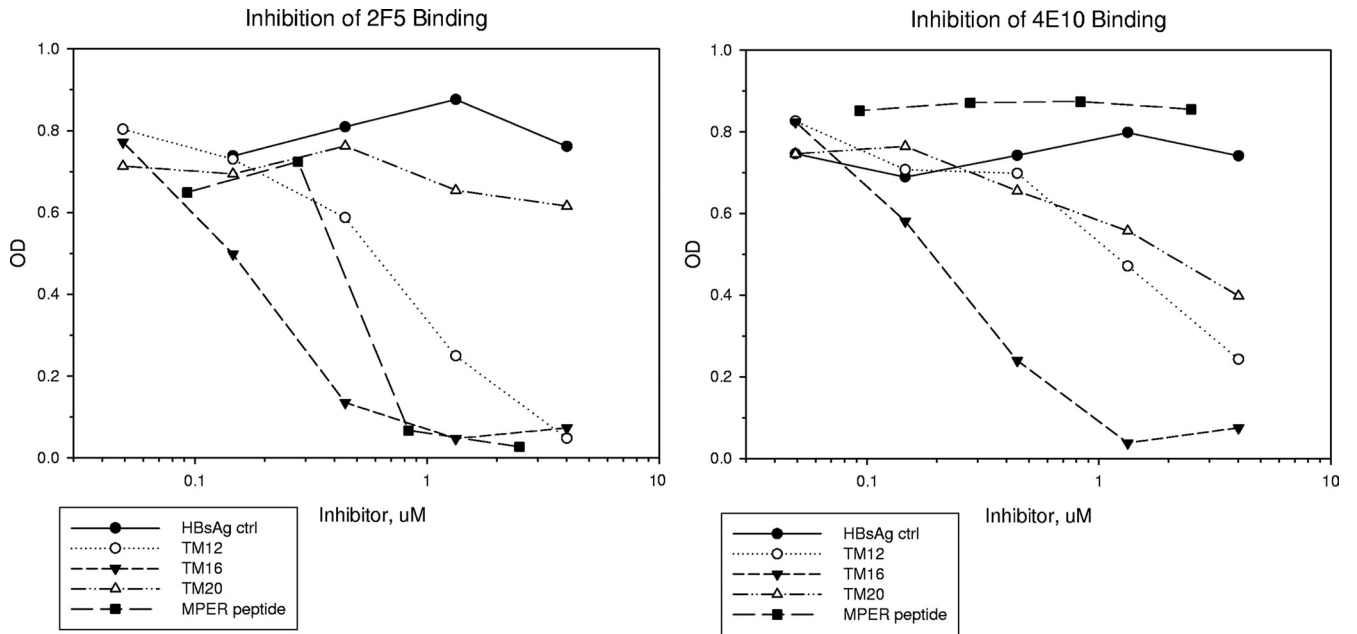 Inhibition of 2F5 Binding
1.0
0.8
0.6
0.4
0.2
0.0
OD
0.1
1
10
Inhibitor, uM
HBsAg ctrl
TM12
TM16
TM20
MPER peptide
Inhibition of 4E10 Binding
1.0
0.8
0.6
0.4
0.2
0.0
OD
0.1
1
10
Inhibitor, uM
HBsAg ctrl
TM12
TM16
TM20
MPER peptide